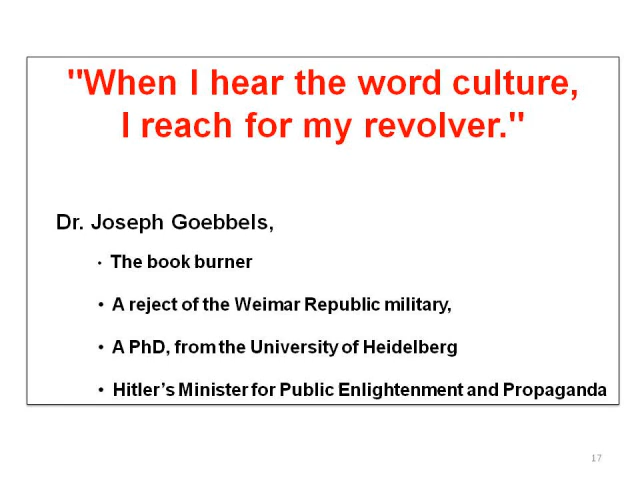 "When I hear the word culture,
I reach for my revolver."
Dr. Joseph Goebbels,
• The book burner
• A reject of the Weimar Republic military,
• A PhD, from the University of Heidelberg
• Hitler's Minister for Public Enlightenment and Propaganda
17